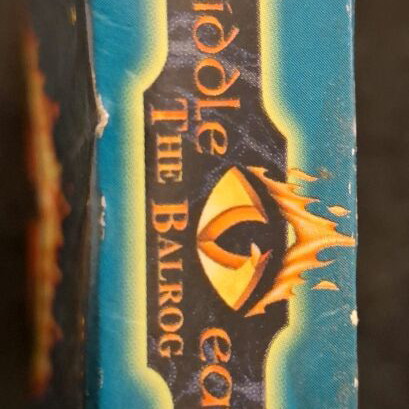 iddle ea
THE BALROG